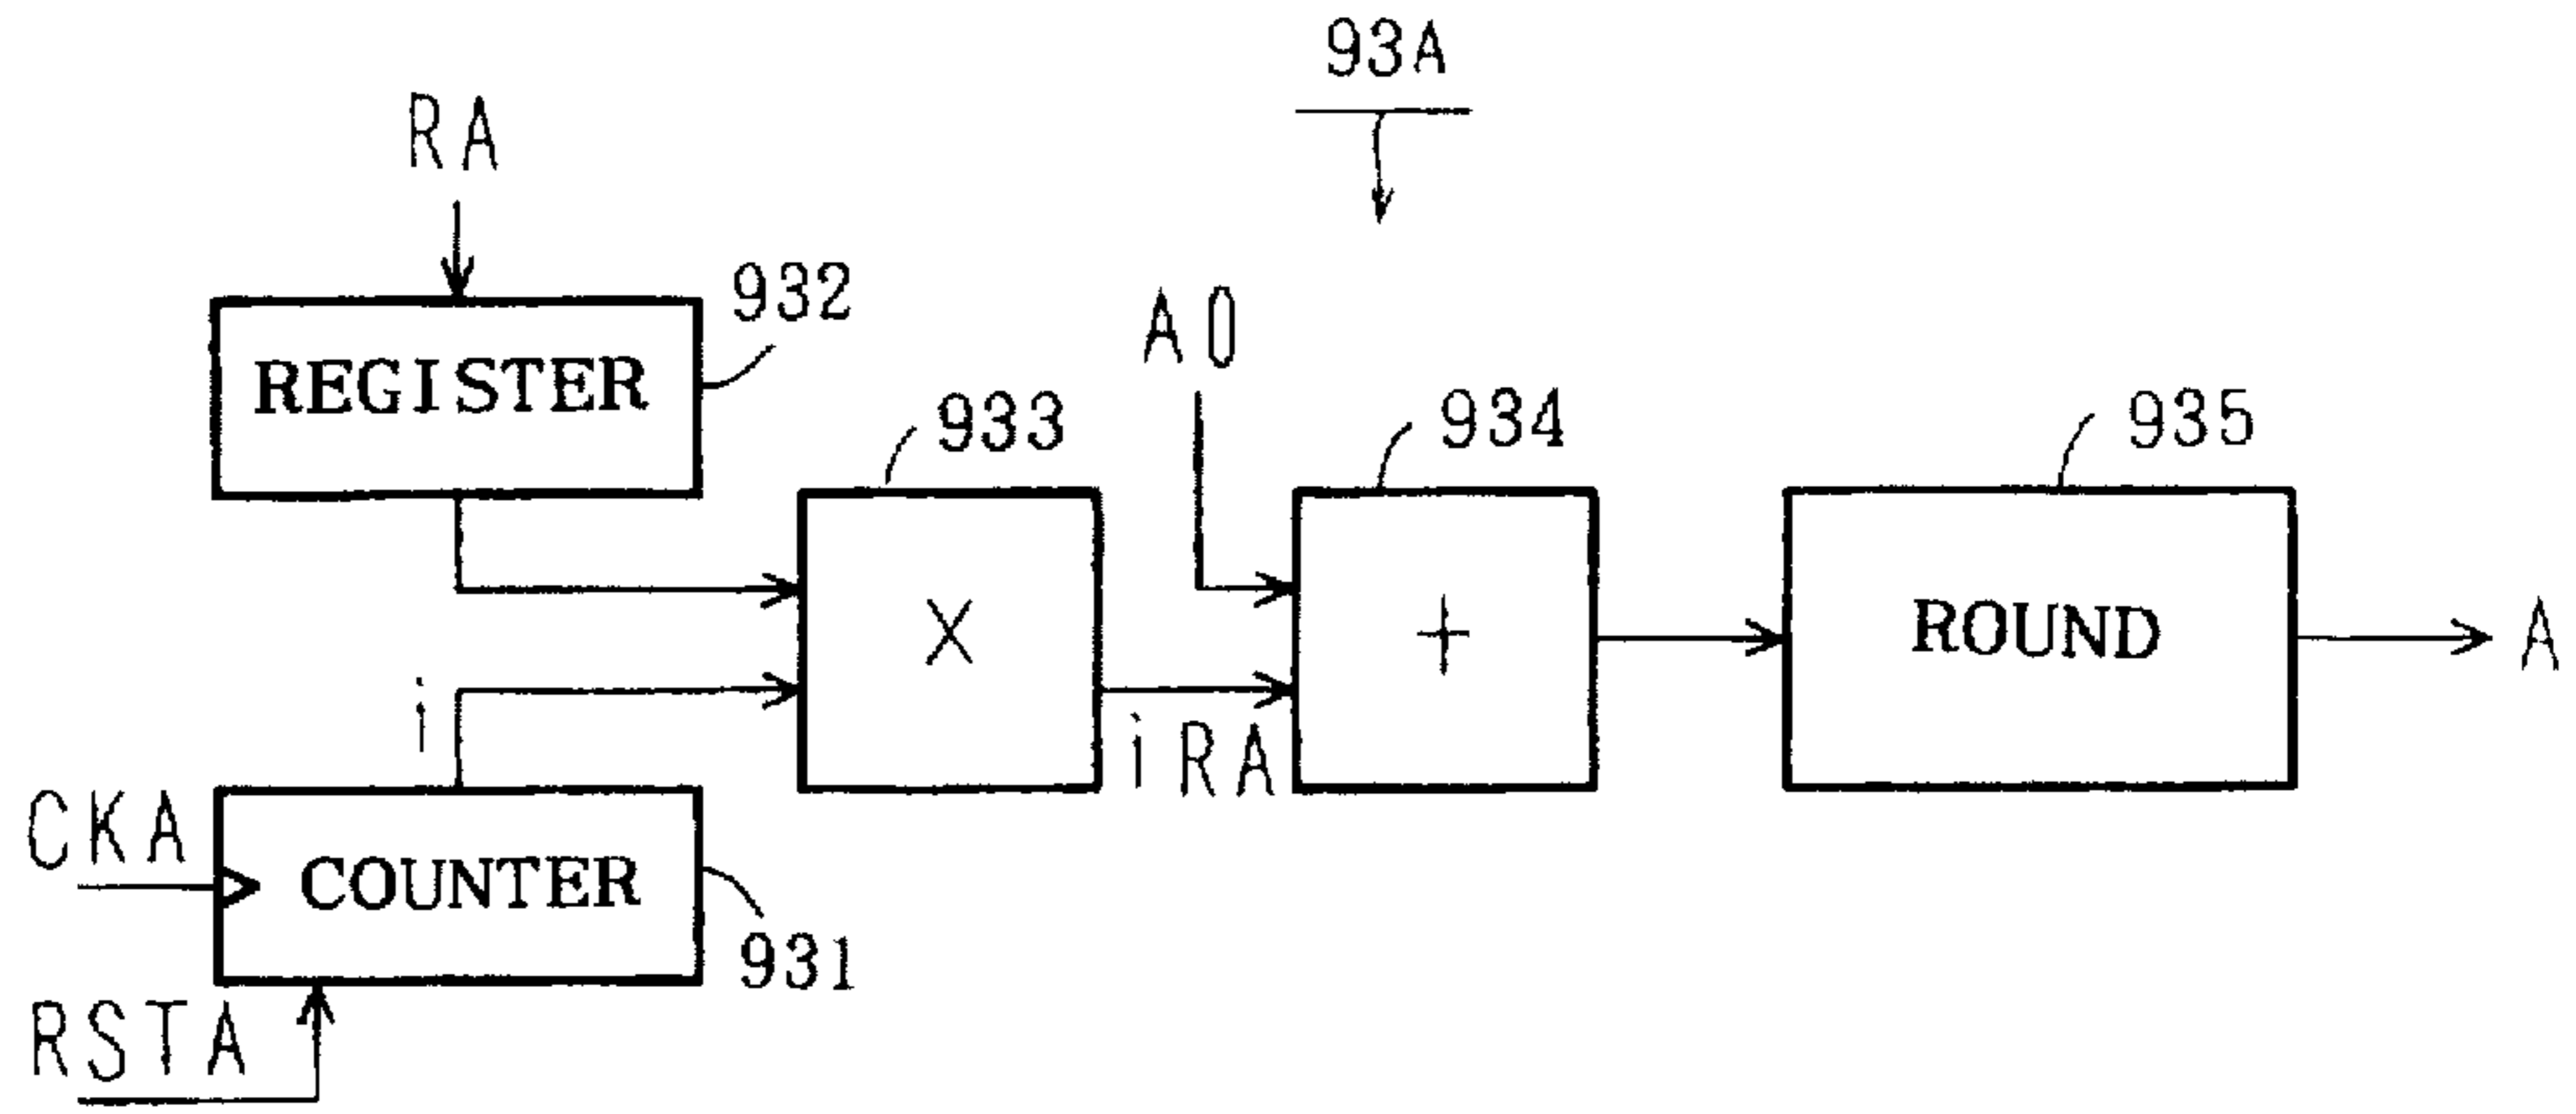 93A
RA
932
REGISTER
A0
933
934
935
X
+
ROUND
A
i
iRA
CKA
COUNTER
931
RSTA